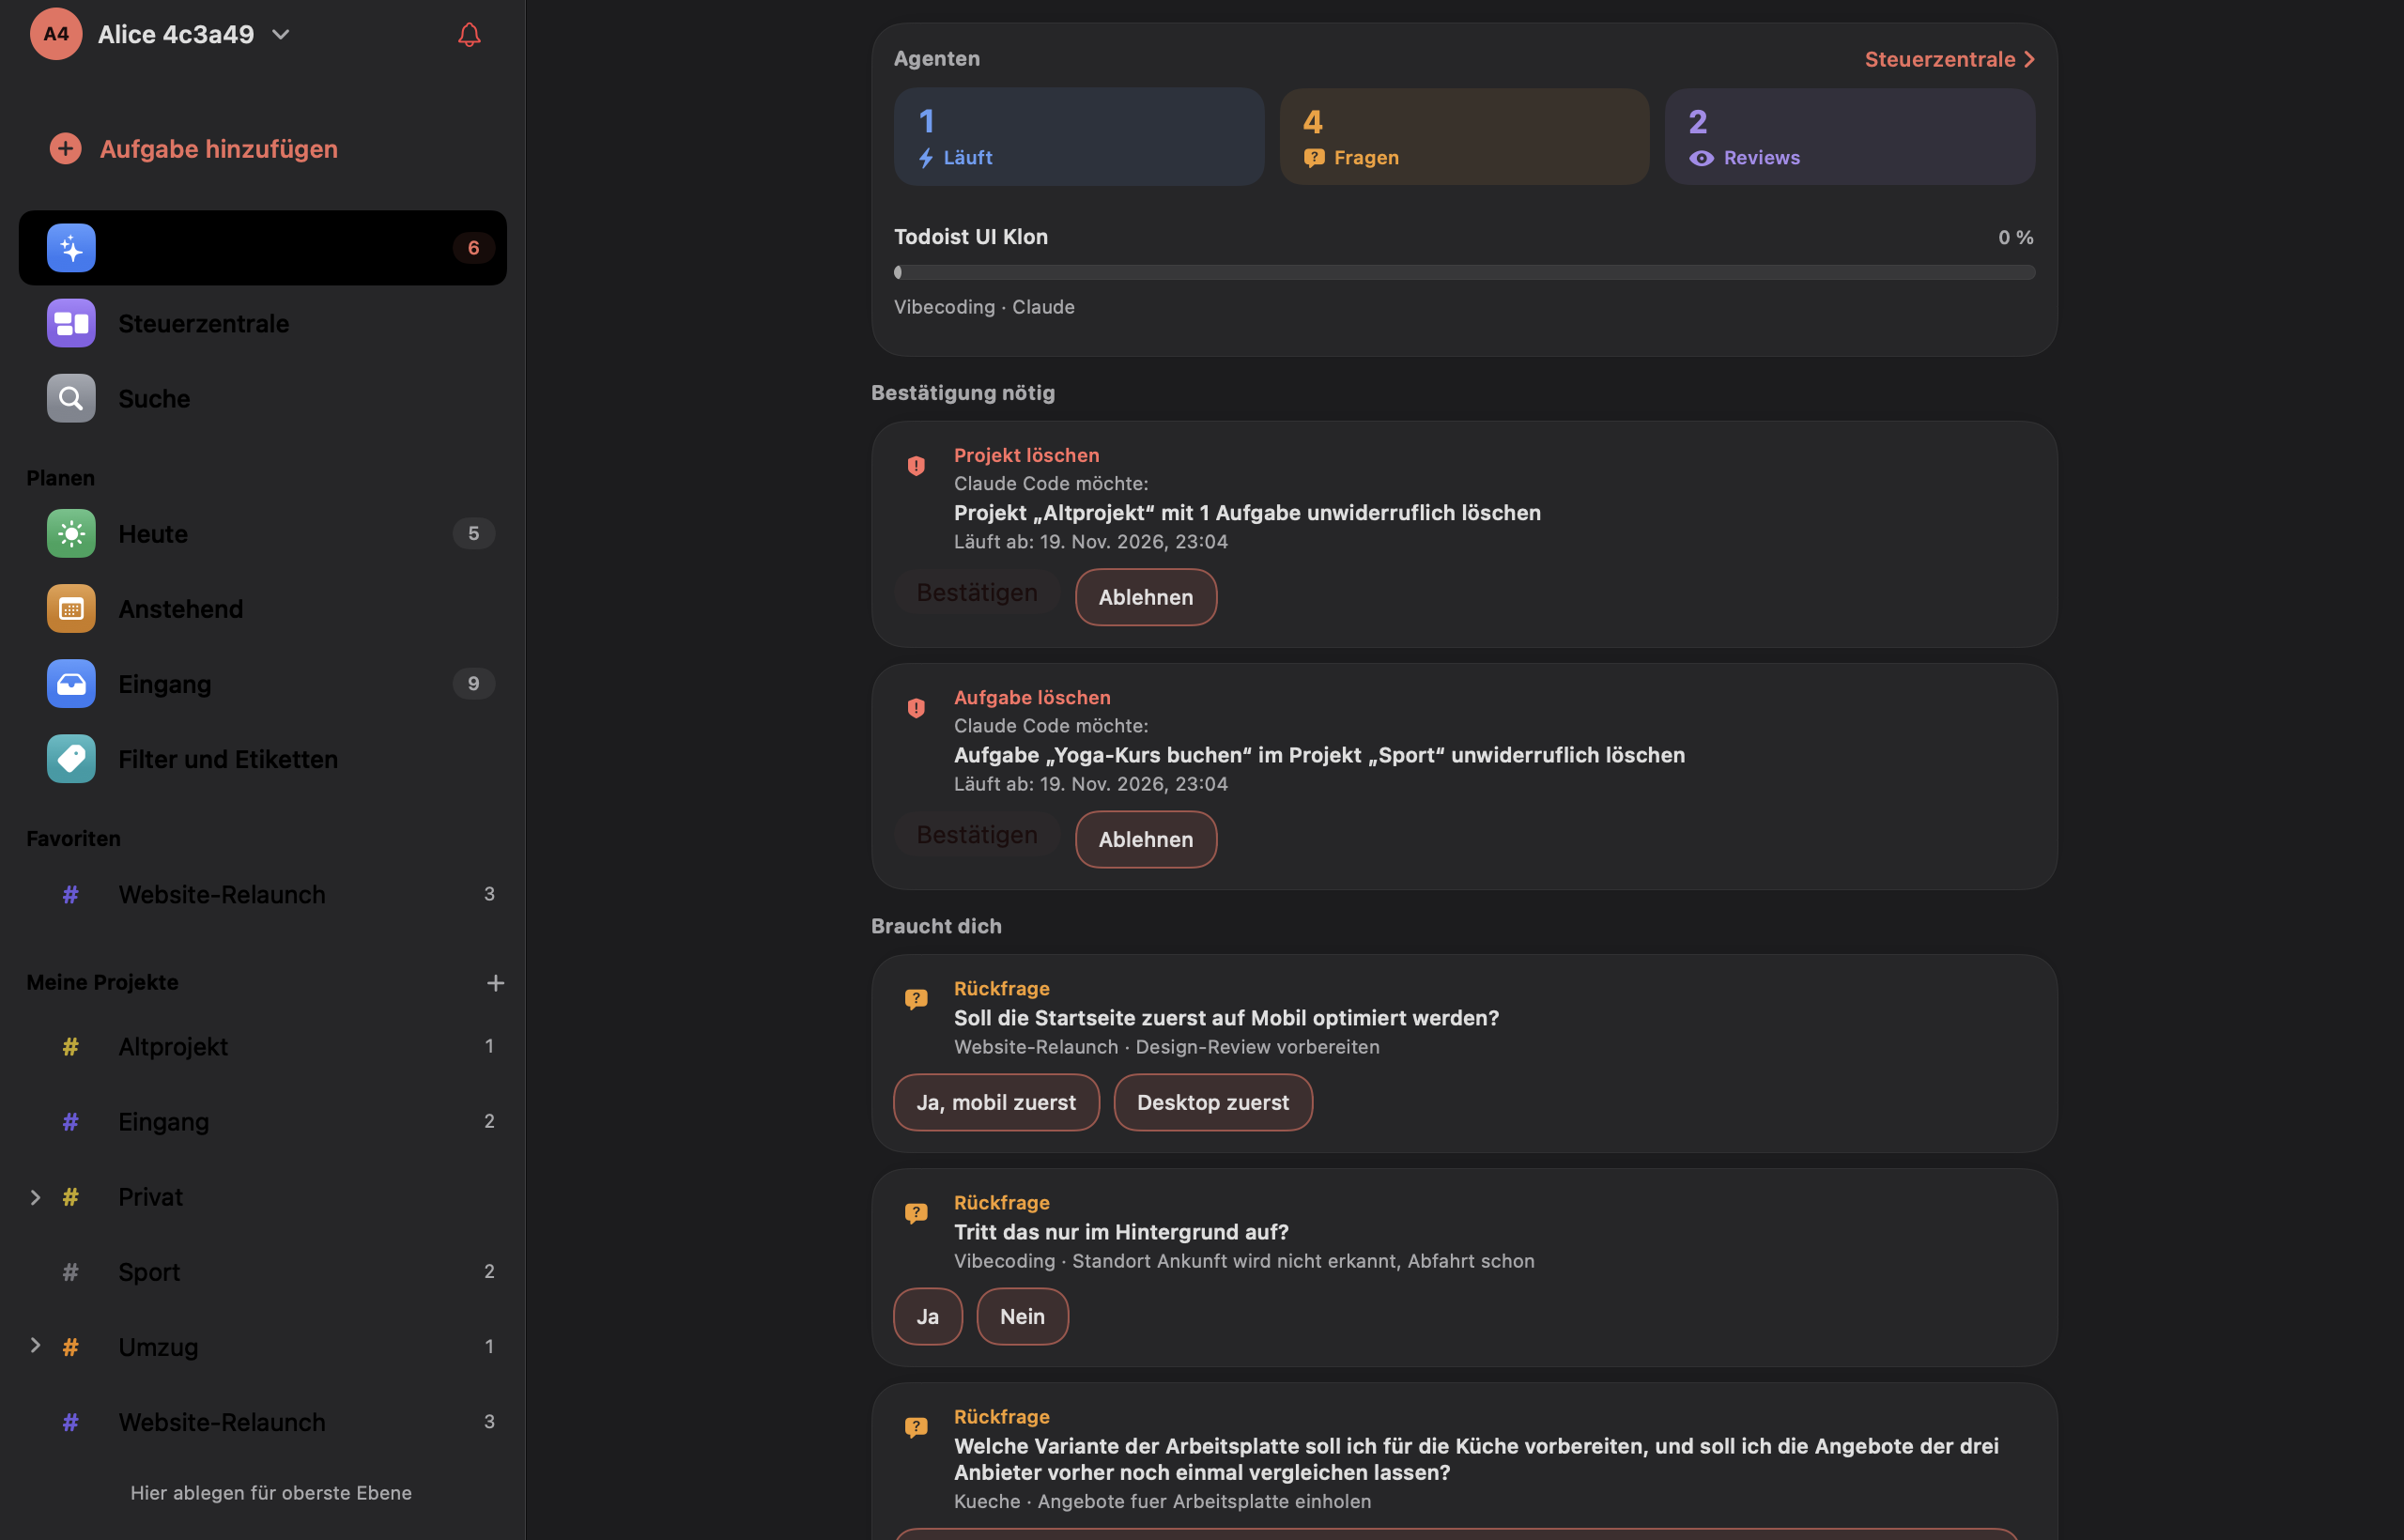 A4
Alice 4c3a49
Aufgabe hinzufügen
6
Steuerzentrale
Suche
Planen
Heute
5
Anstehend
Eingang
9
Filter und Etiketten
Favoriten
# Website-Relaunch 3
Meine Projekte
# Altprojekt 1
# Eingang 2
# Privat
# Sport 2
# Umzug 1
# Website-Relaunch 3
Hier ablegen für oberste Ebene
Agenten
Steuerzentrale
1
Läuft
4
Fragen
2
Reviews
Todoist UI Klon
0 %
Vibecoding · Claude
Bestätigung nötig
Projekt löschen
Claude Code möchte:
Projekt „Altprojekt“ mit 1 Aufgabe unwiderruflich löschen
Läuft ab: 19. Nov. 2026, 23:04
Bestätigen
Ablehnen
Aufgabe löschen
Claude Code möchte:
Aufgabe „Yoga-Kurs buchen“ im Projekt „Sport“ unwiderruflich löschen
Läuft ab: 19. Nov. 2026, 23:04
Bestätigen
Ablehnen
Braucht dich
Rückfrage
Soll die Startseite zuerst auf Mobil optimiert werden?
Website-Relaunch · Design-Review vorbereiten
Ja, mobil zuerst
Desktop zuerst
Rückfrage
Tritt das nur im Hintergrund auf?
Vibecoding · Standort Ankunft wird nicht erkannt, Abfahrt schon
Ja
Nein
Rückfrage
Welche Variante der Arbeitsplatte soll ich für die Küche vorbereiten, und soll ich die Angebote der drei
Anbieter vorher noch einmal vergleichen lassen?
Kueche · Angebote fuer Arbeitsplatte einholen